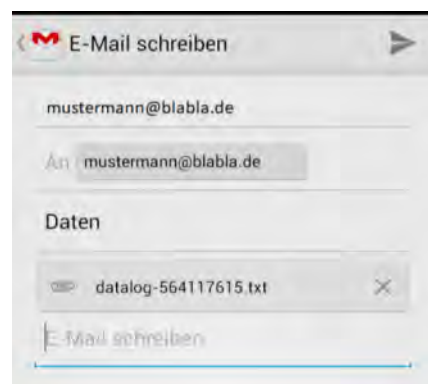 E-Mail schreiben
mustermann@blabla.de
An mustermann@blabla.de
Daten
datalog-564117615.txt
E-Mail schreiben